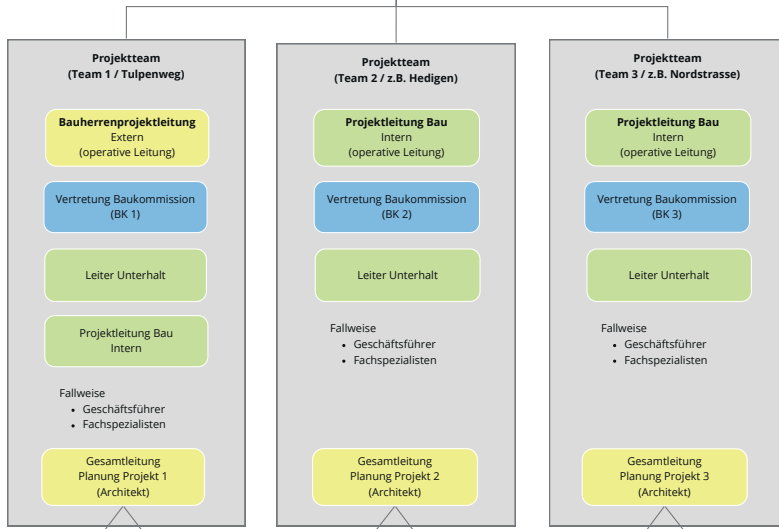 Projektteam
(Team 1 / Tulpenweg)
Bauherrenprojektleitung
Extern
(operative Leitung)
Vertretung Baukommission
(BK 1)
Leiter Unterhalt
Projektleitung Bau
Intern
Fallweise
• Geschäftsführer
• Fachspezialisten
Gesamtleitung
Planung Projekt 1
(Architekt)
Projektteam
(Team 2 / z.B. Hedigen)
Projektleitung Bau
Intern
(operative Leitung)
Vertretung Baukommission
(BK 2)
Leiter Unterhalt
Fallweise
• Geschäftsführer
• Fachspezialisten
Gesamtleitung
Planung Projekt 2
(Architekt)
Projektteam
(Team 3 / z.B. Nordstrasse)
Projektleitung Bau
Intern
(operative Leitung)
Vertretung Baukommission
(BK 3)
Leiter Unterhalt
Fallweise
• Geschäftsführer
• Fachspezialisten
Gesamtleitung
Planung Projekt 3
(Architekt)